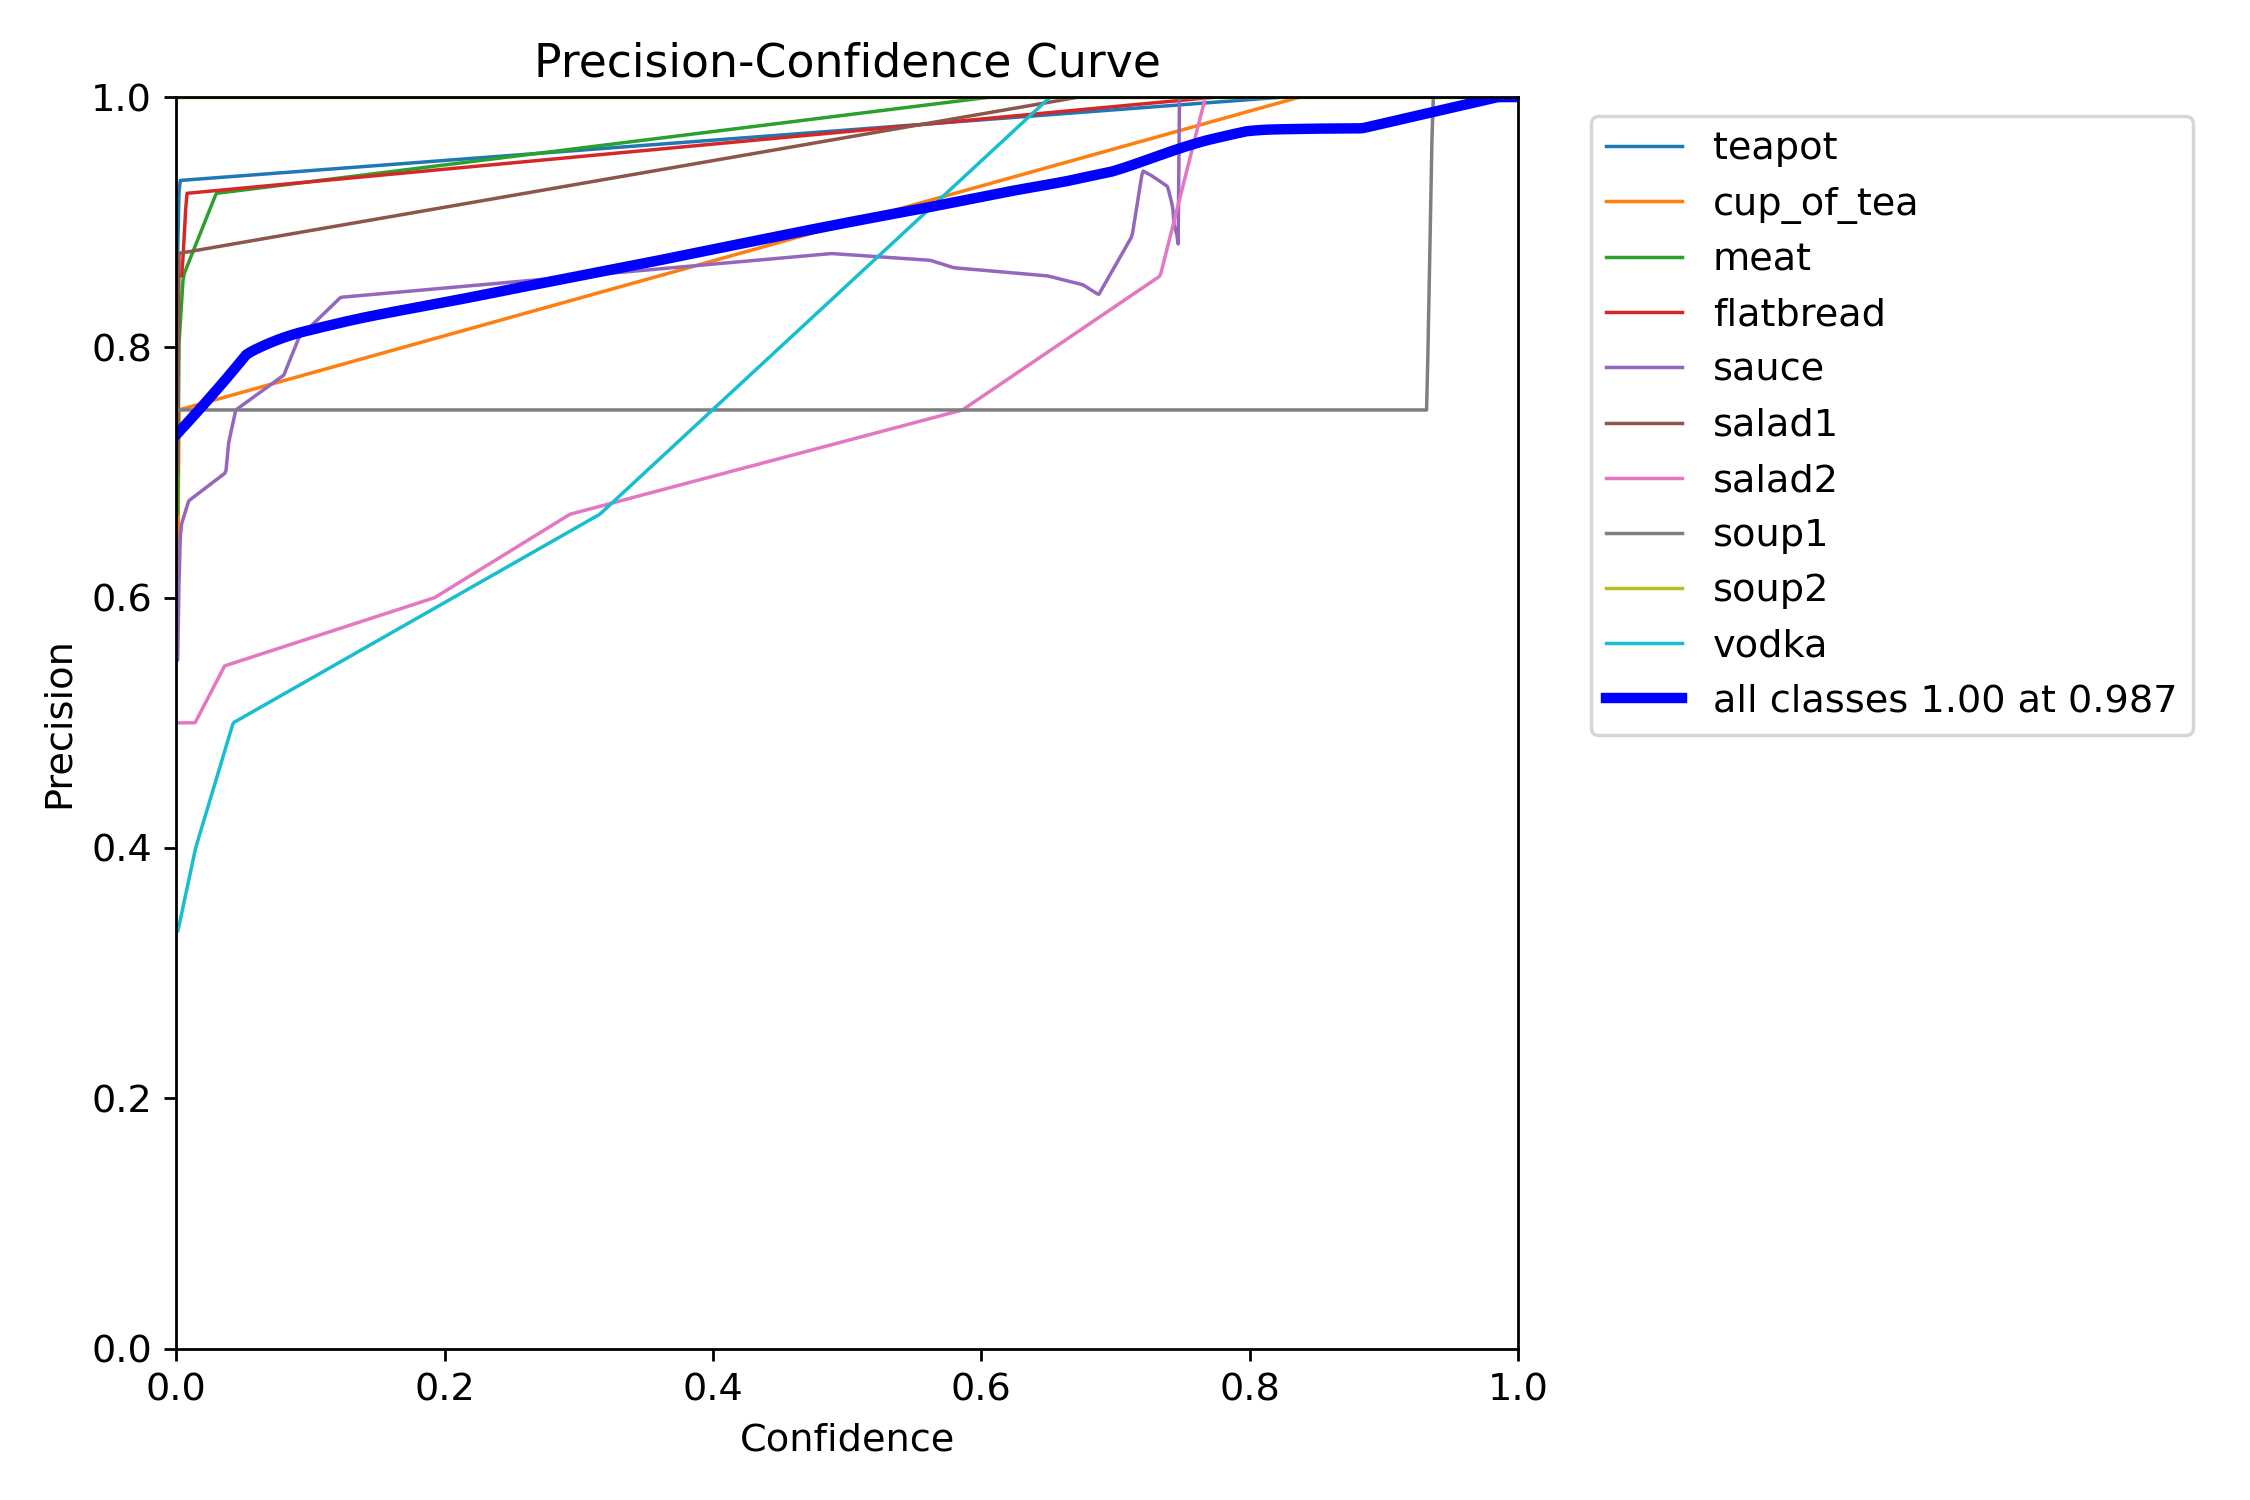 Precision-Confidence Curve
1.0
0.8
0.6
0.4
0.2
0.0
Precision
0.0 0.2 0.4 0.6 0.8 1.0
Confidence
teapot
cup_of_tea
meat
flatbread
sauce
salad1
salad2
soup1
soup2
vodka
all classes 1.00 at 0.987